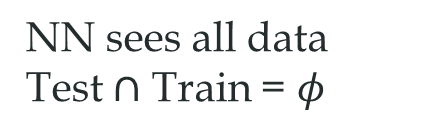 NN sees all data
Test ∩ Train = ϕ